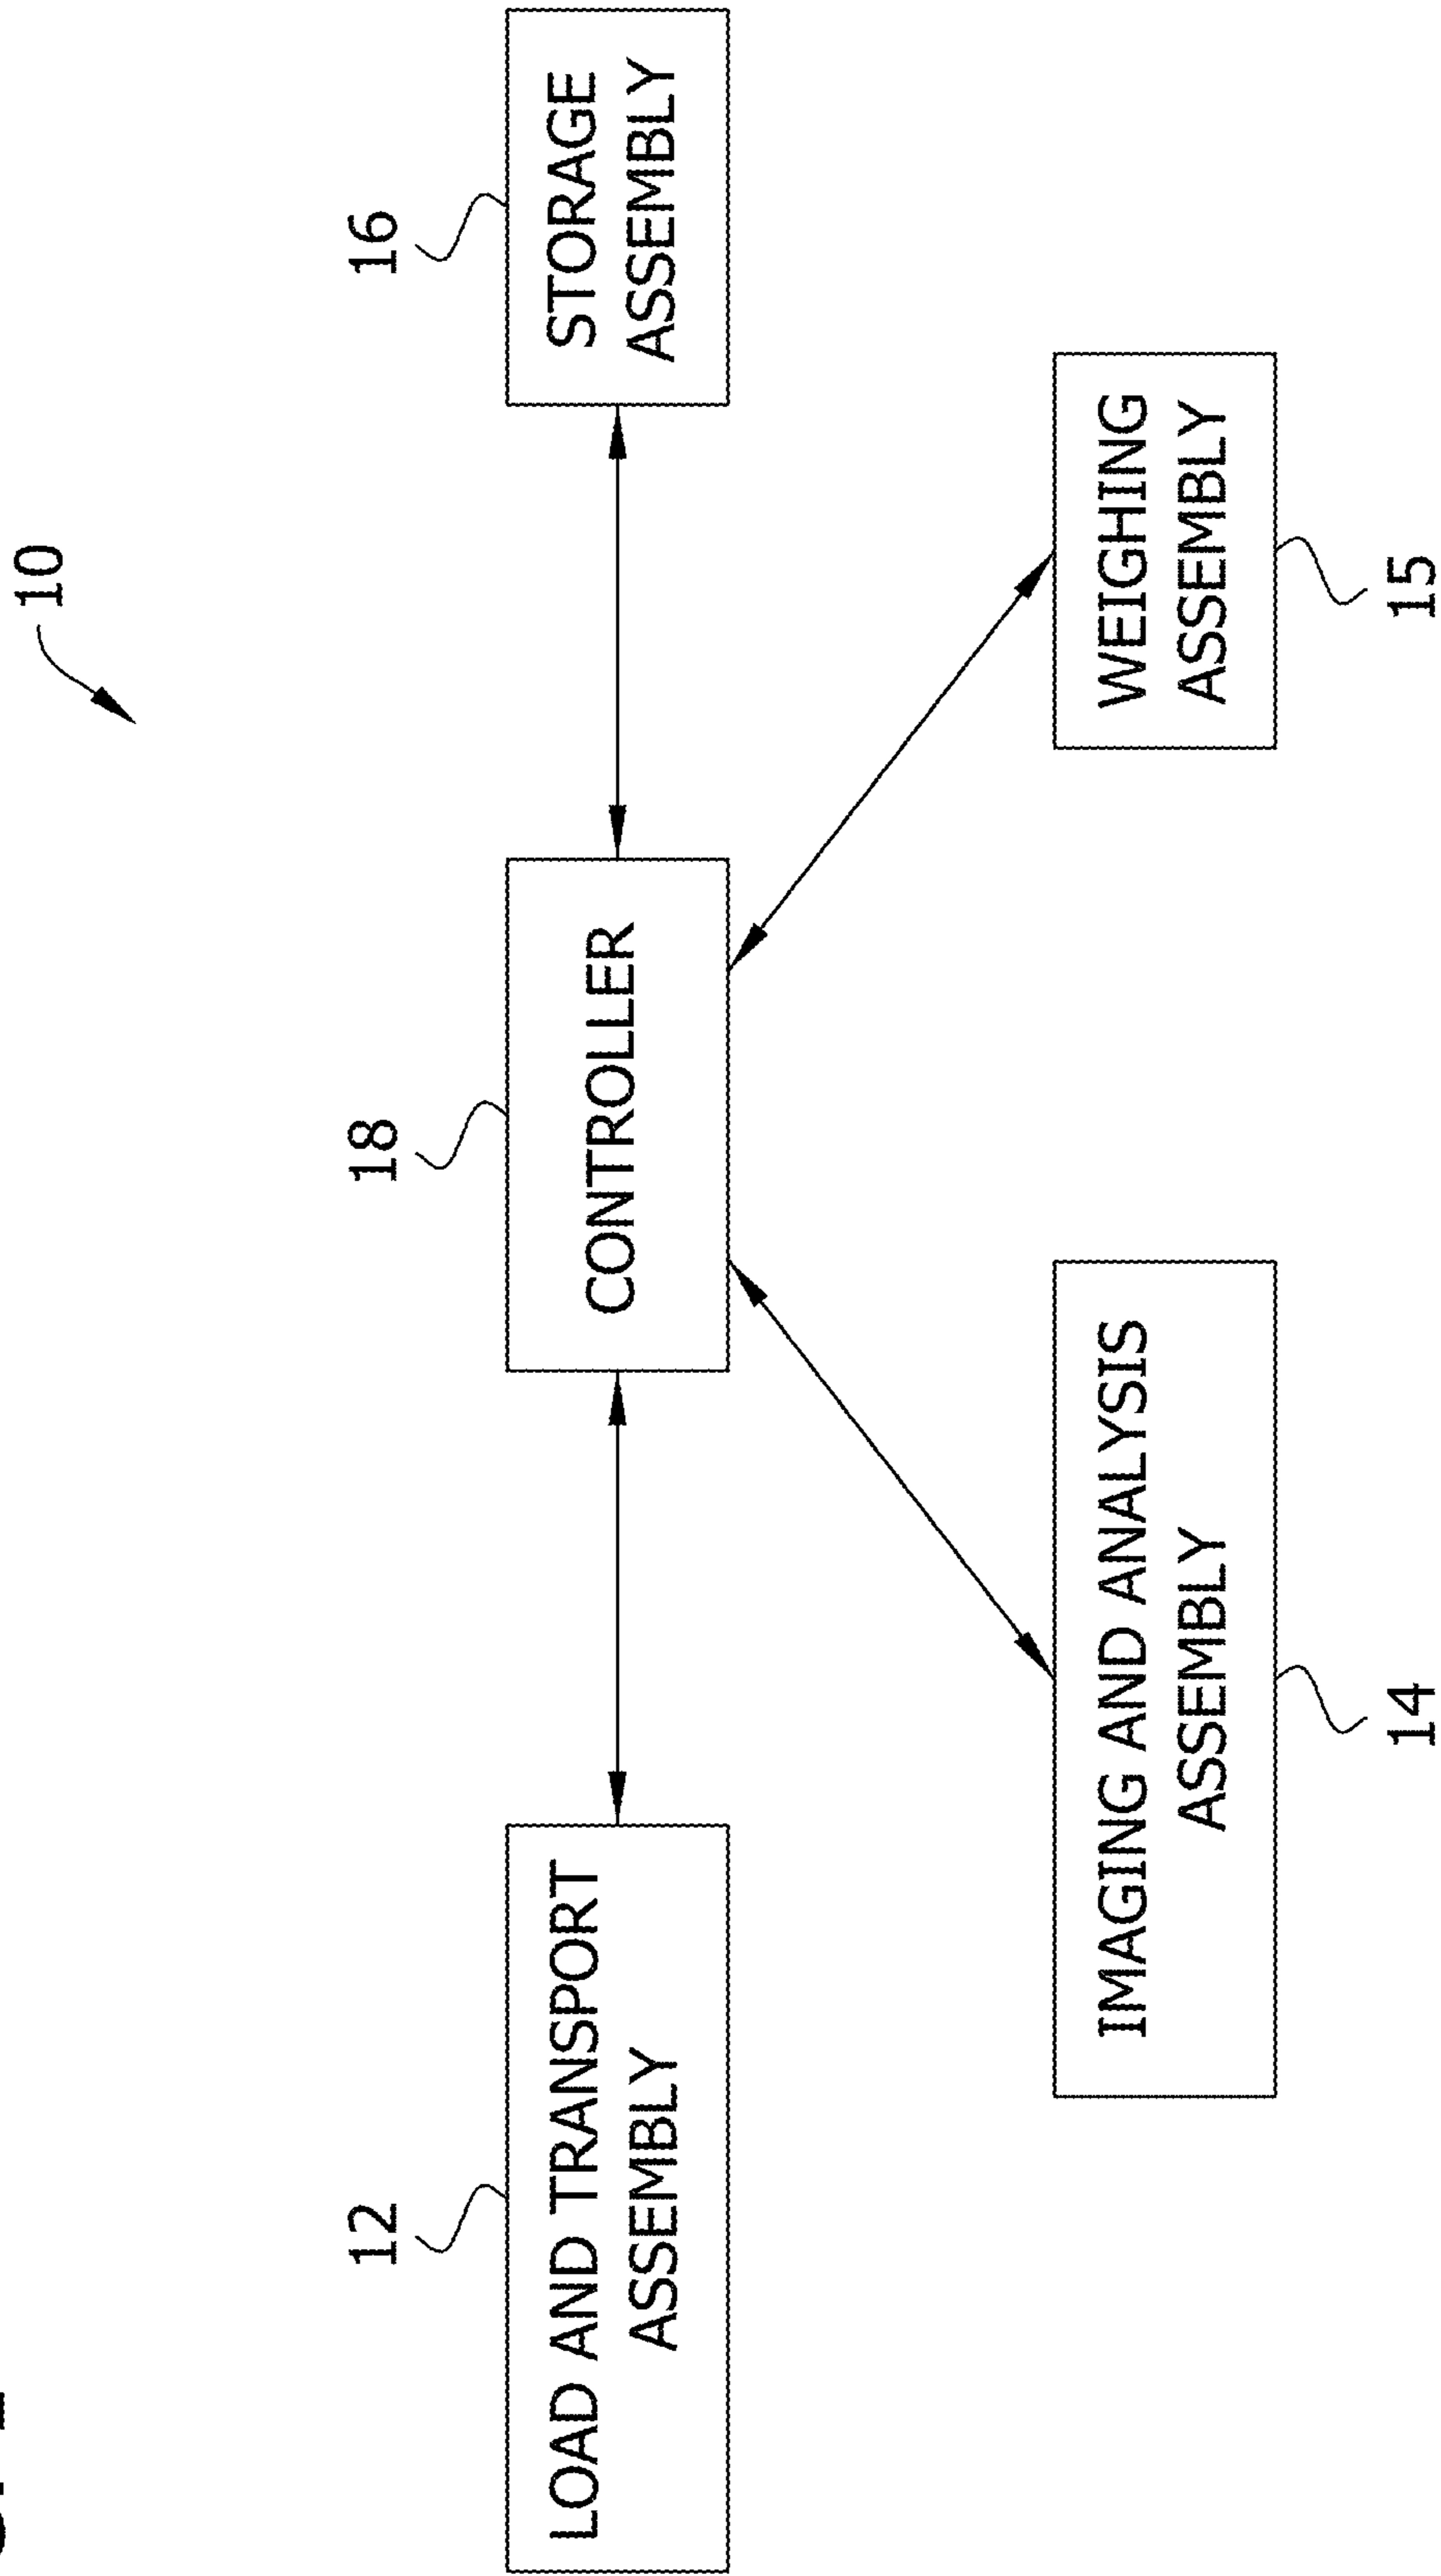 10
12
18
16
LOAD AND TRANSPORT
ASSEMBLY
CONTROLLER
STORAGE
ASSEMBLY
IMAGING AND ANALYSIS
ASSEMBLY
WEIGHING
ASSEMBLY
14
15